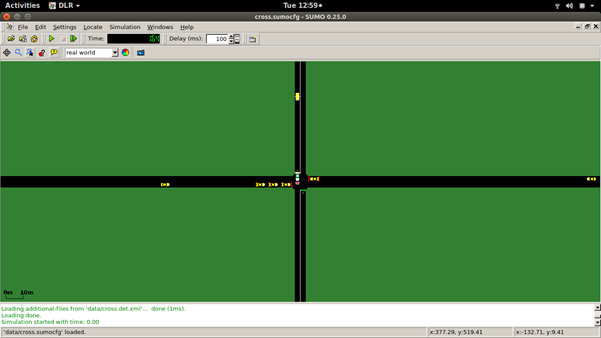 Activities DLR Tue 12:59
cross.sumocfg - SUMO 0.25.0
File Edit Settings Locate Simulation Windows Help
Time: Delay (ms): 100
real world
0m 10m
Loading additional-files from 'data/cross.det.xml'... done (1ms).
Loading done.
Simulation started with time: 0.00
'data/cross.sumocfg' loaded. x:377.29, y:519.41 x:-132.71, y:9.41